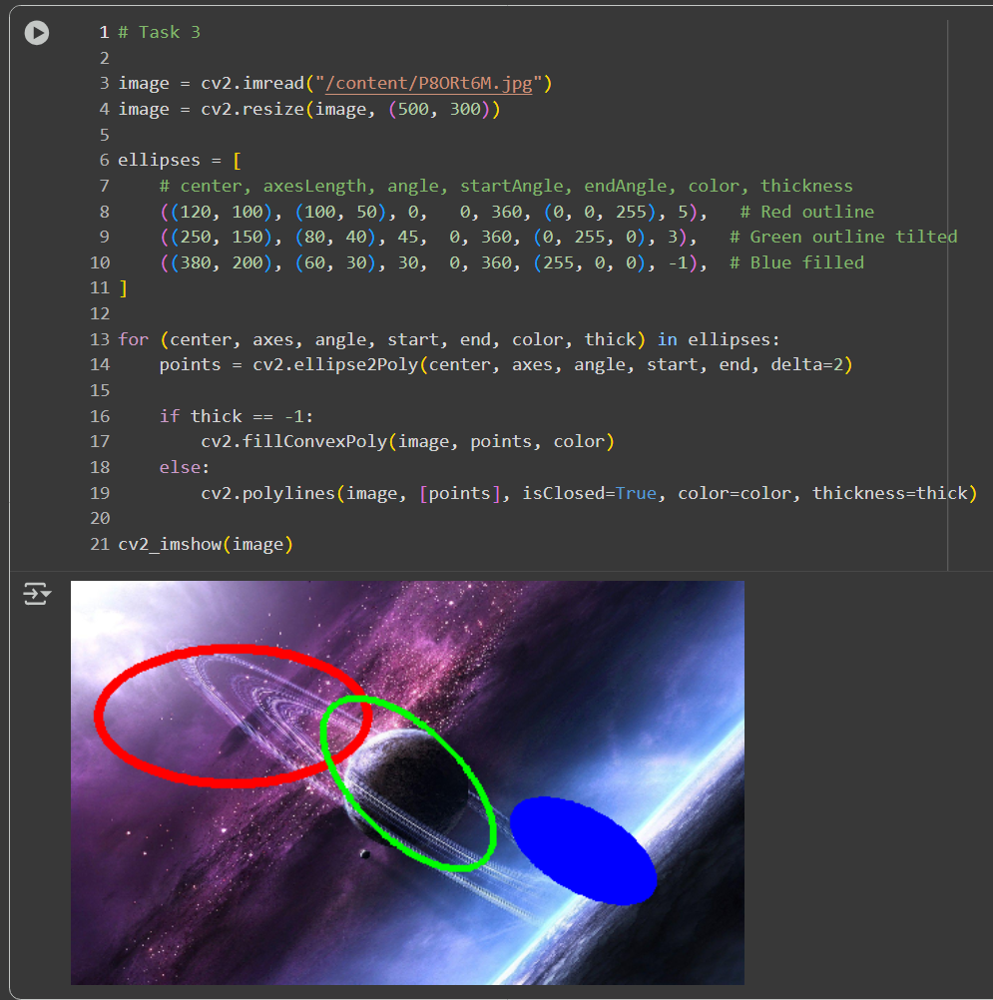 1 # Task 3
2
3 image = cv2.imread("/content/P8ORt6M.jpg")
4 image = cv2.resize(image, (500, 300))
5
6 ellipses = [
7     # center, axesLength, angle, startAngle, endAngle, color, thickness
8     ((120, 100), (100, 50), 0,   0, 360, (0, 0, 255), 5),   # Red outline
9     ((250, 150), (80, 40), 45,  0, 360, (0, 255, 0), 3),   # Green outline tilted
10     ((380, 200), (60, 30), 30,  0, 360, (255, 0, 0), -1),  # Blue filled
11 ]
12
13 for (center, axes, angle, start, end, color, thick) in ellipses:
14     points = cv2.ellipse2Poly(center, axes, angle, start, end, delta=2)
15
16     if thick == -1:
17         cv2.fillConvexPoly(image, points, color)
18     else:
19         cv2.polylines(image, [points], isClosed=True, color=color, thickness=thick)
20
21 cv2_imshow(image)